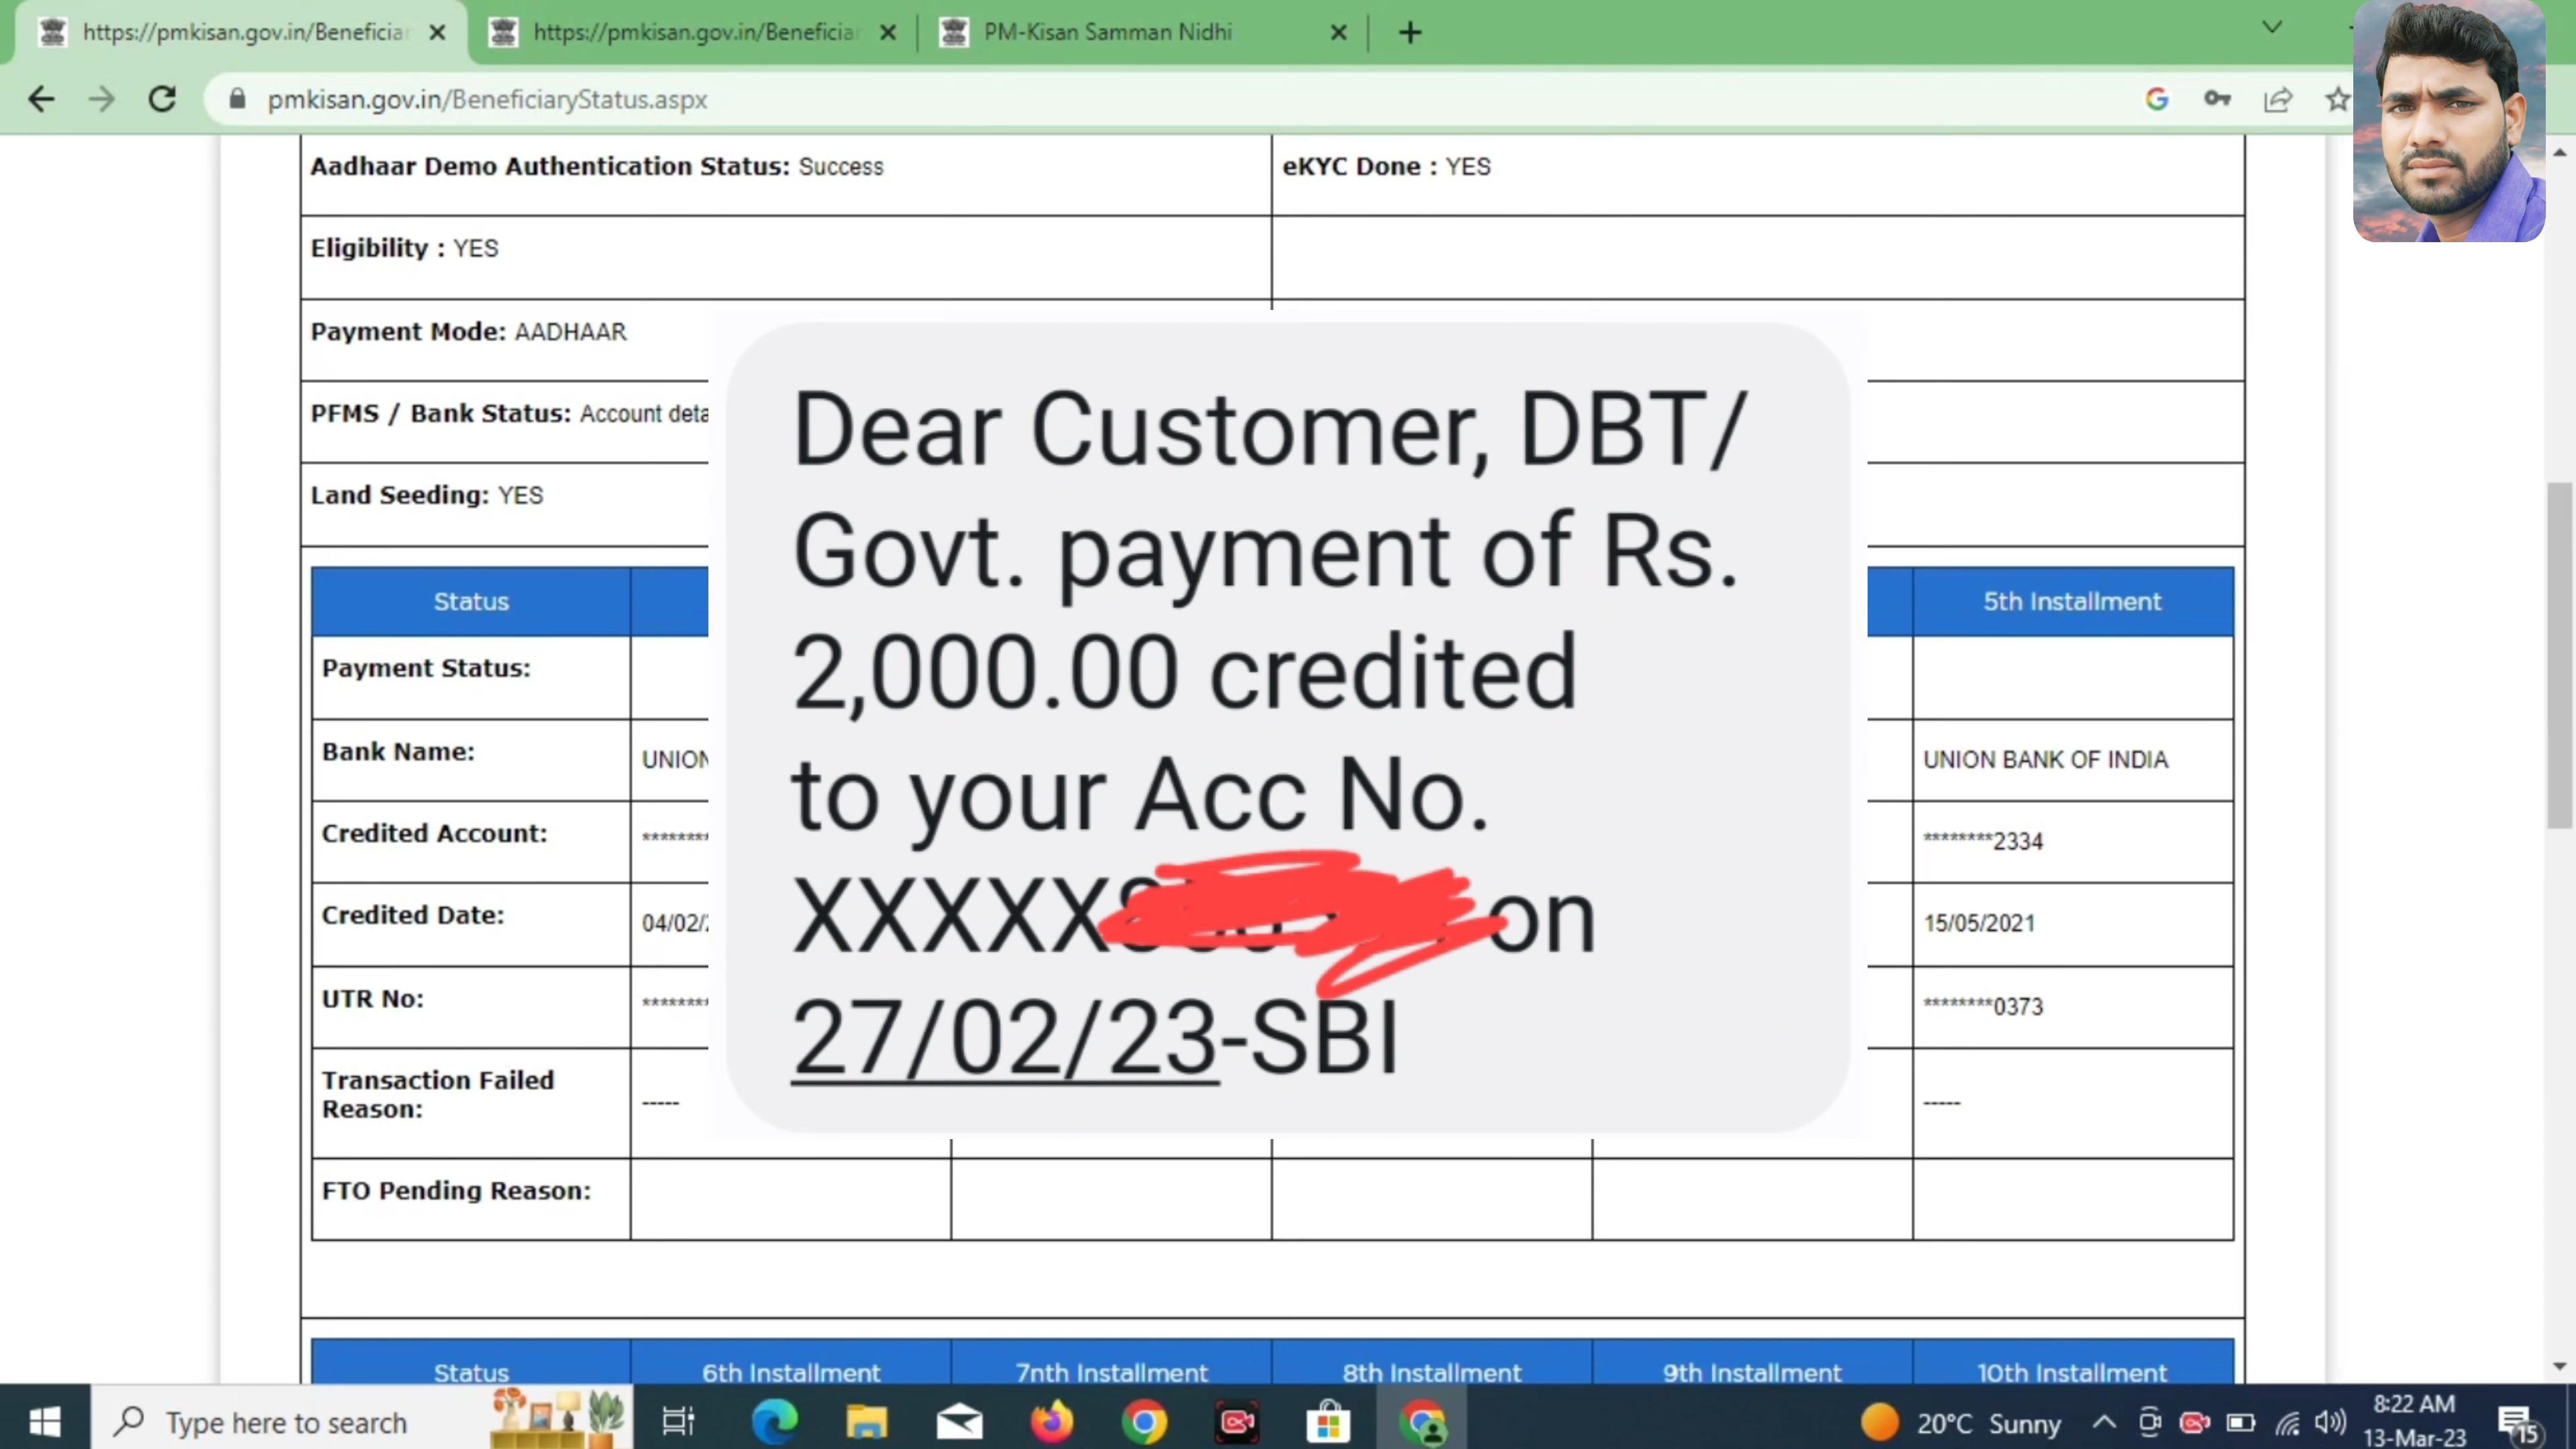 https://pmkisan.gov.in/Beneficiar
https://pmkisan.gov.in/Beneficiar
PM-Kisan Samman Nidhi
pmkisan.gov.in/BeneficiaryStatus.aspx
Aadhaar Demo Authentication Status: Success
eKYC Done : YES
Eligibility : YES
Payment Mode: AADHAAR
PFMS / Bank Status: Account deta
Land Seeding: YES
Dear Customer, DBT/
Govt. payment of Rs.
2,000.00 credited
to your Acc No.
XXXXX on
27/02/23-SBI
Status
5th Installment
Payment Status:
Bank Name:
UNION
UNION BANK OF INDIA
Credited Account:
********
********2334
Credited Date:
04/02/
15/05/2021
UTR No:
********
********0373
Transaction Failed
Reason:
-----
-----
FTO Pending Reason:
Status
6th Installment
7nth Installment
8th Installment
9th Installment
10th Installment
Type here to search
20°C Sunny
8:22 AM
13-Mar-23
15